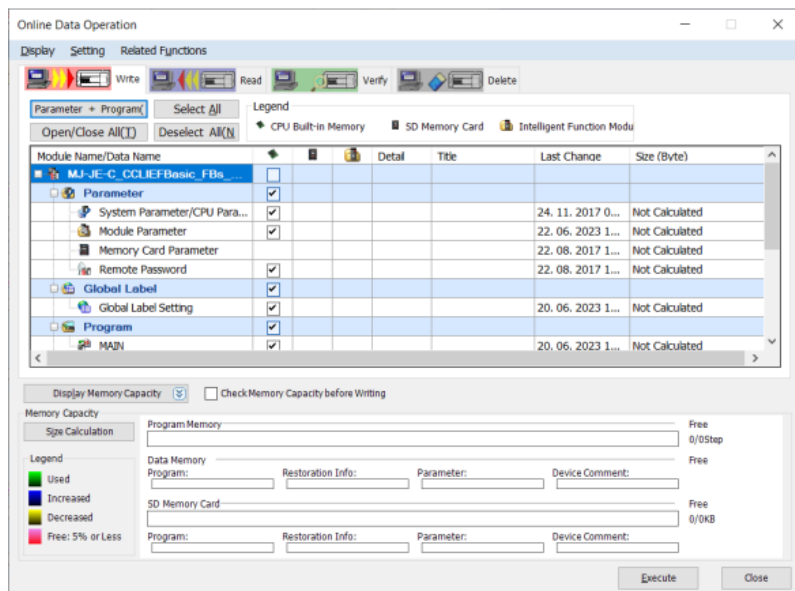 Online Data Operation
Display Setting Related Functions
Write Read Verify Delete
Parameter + Program( Select All Legend
Open/Close All(T) Deselect All(N CPU Built-in Memory SD Memory Card Intelligent Function Modu
Module Name/Data Name Detail Title Last Change Size (Byte)
MJ-JE-C_CCLIEFBasic_FBs_...
Parameter
System Parameter/CPU Para... 24. 11. 2017 0... Not Calculated
Module Parameter 22. 06. 2023 1... Not Calculated
Memory Card Parameter 22. 08. 2017 1... Not Calculated
Remote Password 22. 08. 2017 1... Not Calculated
Global Label
Global Label Setting 20. 06. 2023 1... Not Calculated
Program
MAIN 20. 06. 2023 1... Not Calculated
Display Memory Capacity Check Memory Capacity before Writing
Memory Capacity
Size Calculation Program Memory Free
0/0Step
Legend Data Memory Free
Used Program: Restoration Info: Parameter: Device Comment:
Increased SD Memory Card Free
Decreased 0/0KB
Free: 5% or Less Program: Restoration Info: Parameter: Device Comment:
Execute Close